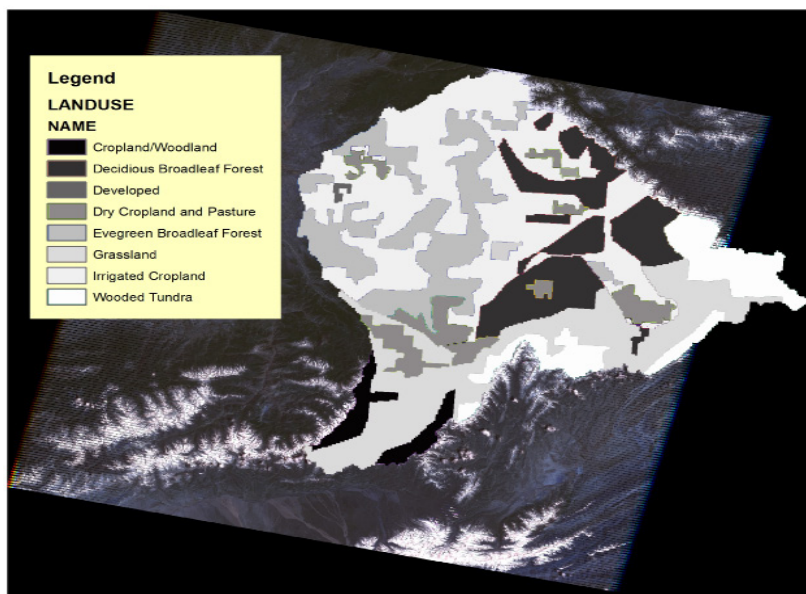 Legend
LANDUSE
NAME
Cropland/Woodland
Decidious Broadleaf Forest
Developed
Dry Cropland and Pasture
Evegreen Broadleaf Forest
Grassland
Irrigated Cropland
Wooded Tundra